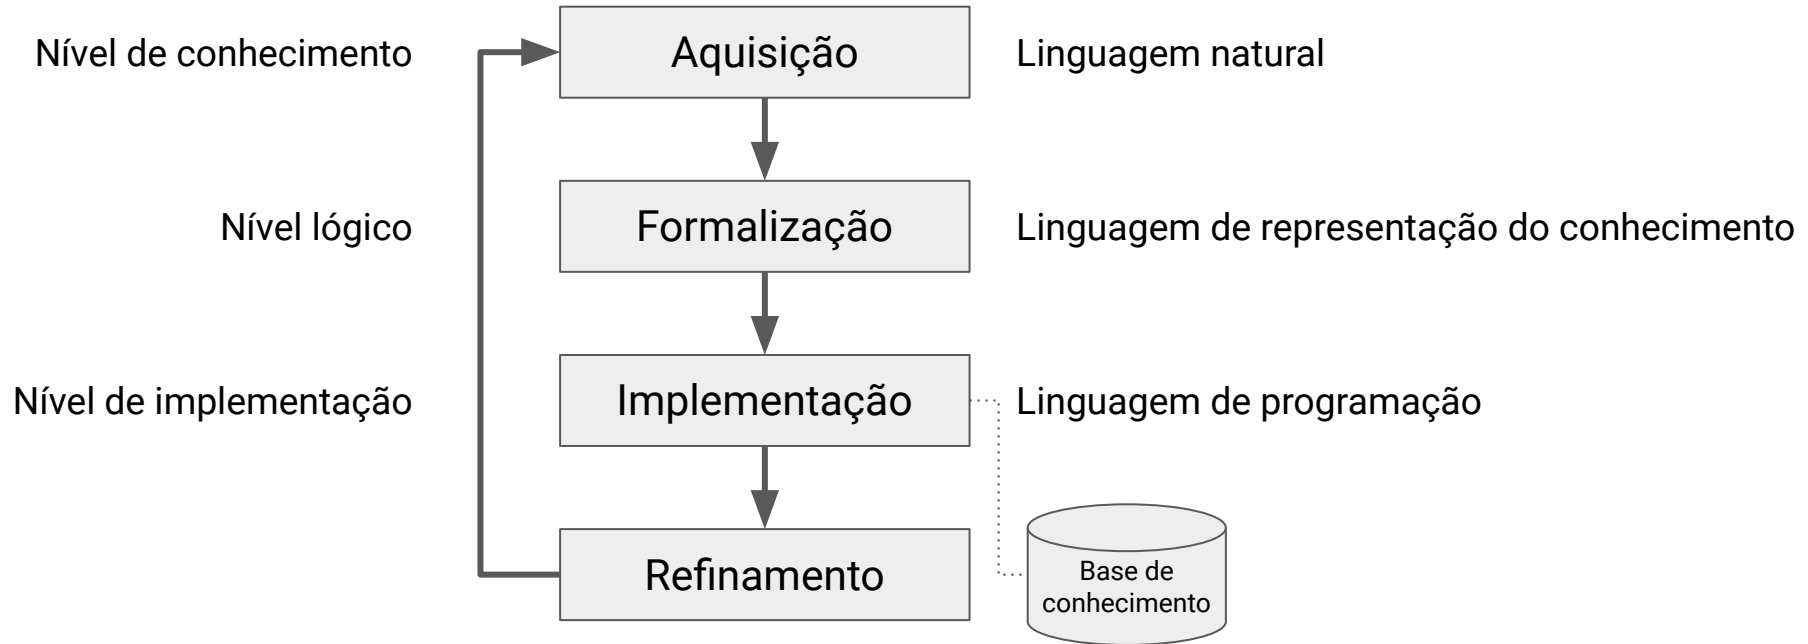 Nível de conhecimento
Aquisição
Linguagem natural
Nível lógico
Formalização
Linguagem de representação do conhecimento
Nível de implementação
Implementação
Linguagem de programação
Refinamento
Base de
conhecimento